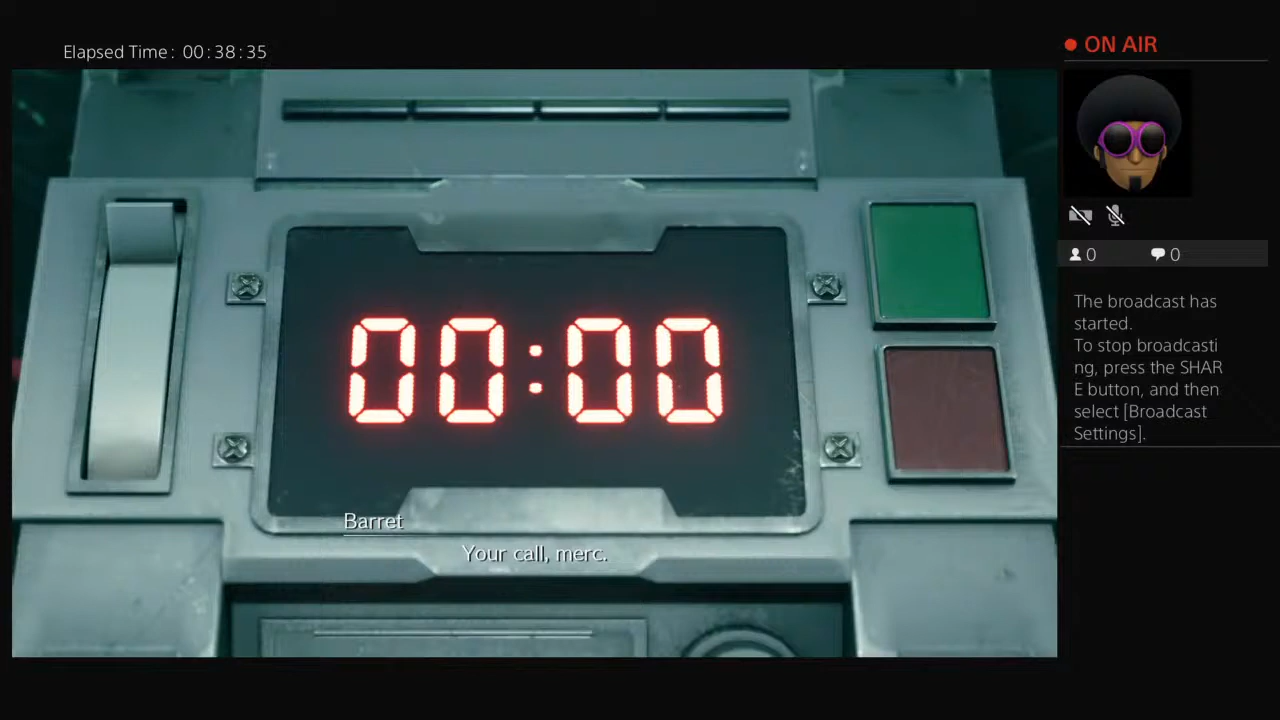 Elapsed Time: 00:38:35
ON AIR
00:00
0
0
The broadcast has
started.
To stop broadcasti
ng, press the SHAR
E button, and then
select [Broadcast
Settings].
Barret
Your call, merc.